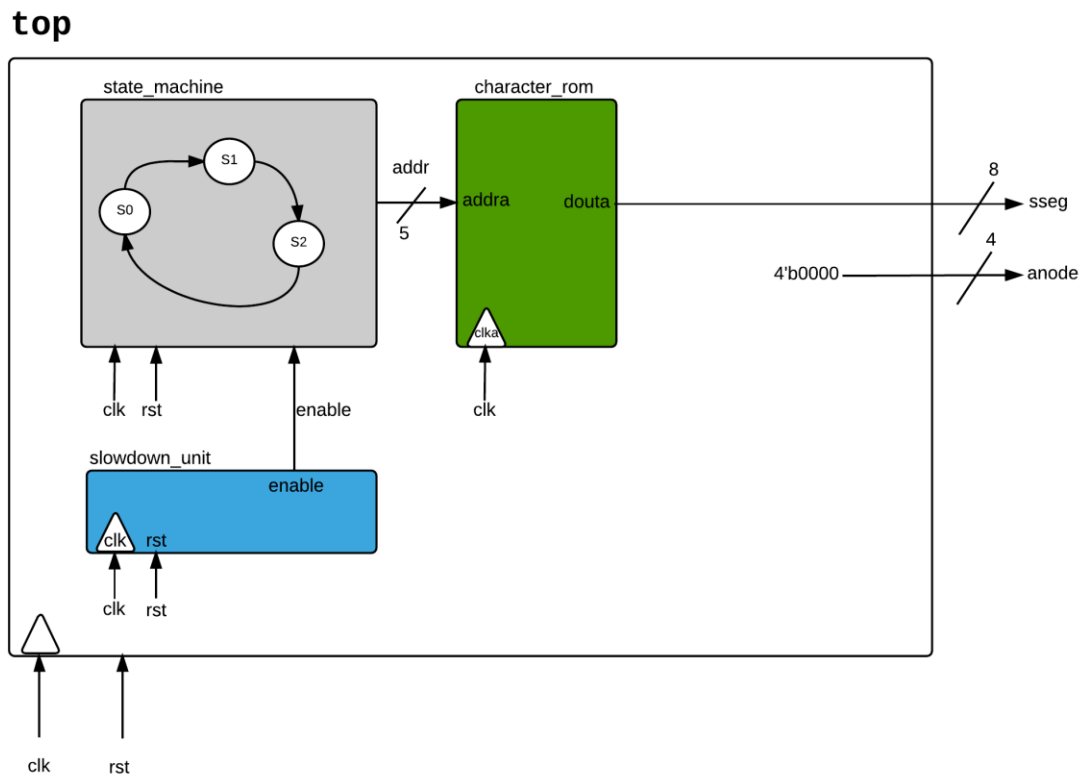 top
state_machine
character_rom
S1
S0
S2
addr
5
addra
douta
8
sseg
4
4'b0000
anode
clka
clk
rst
enable
clk
slowdown_unit
enable
clk
rst
clk
rst
clk
rst